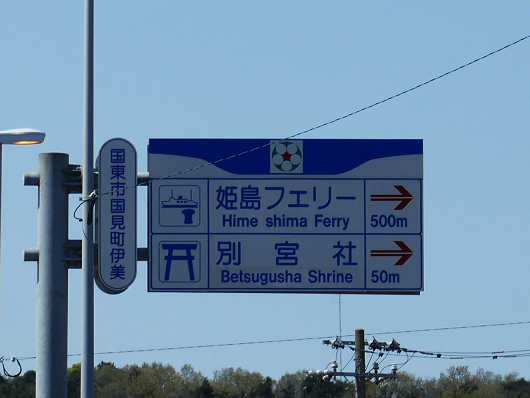 国東市国見町伊美
姫島フェリー
Hime shima Ferry
500m
別宮社
Betsugusha Shrine
50m